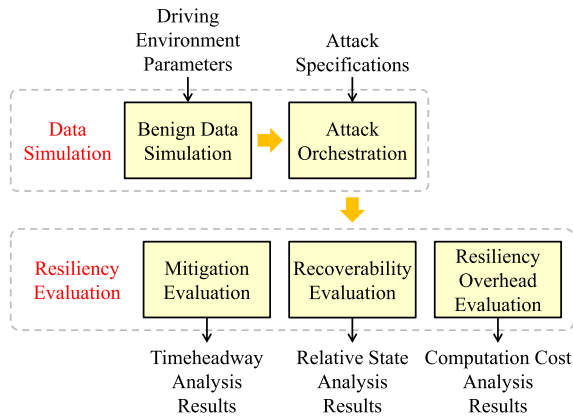 Driving
Environment
Parameters
Attack
Specifications
Data
Simulation
Benign Data
Simulation
Attack
Orchestration
Resiliency
Evaluation
Mitigation
Evaluation
Recoverability
Evaluation
Resiliency
Overhead
Evaluation
Timeheadway
Analysis
Results
Relative State
Analysis
Results
Computation Cost
Analysis
Results